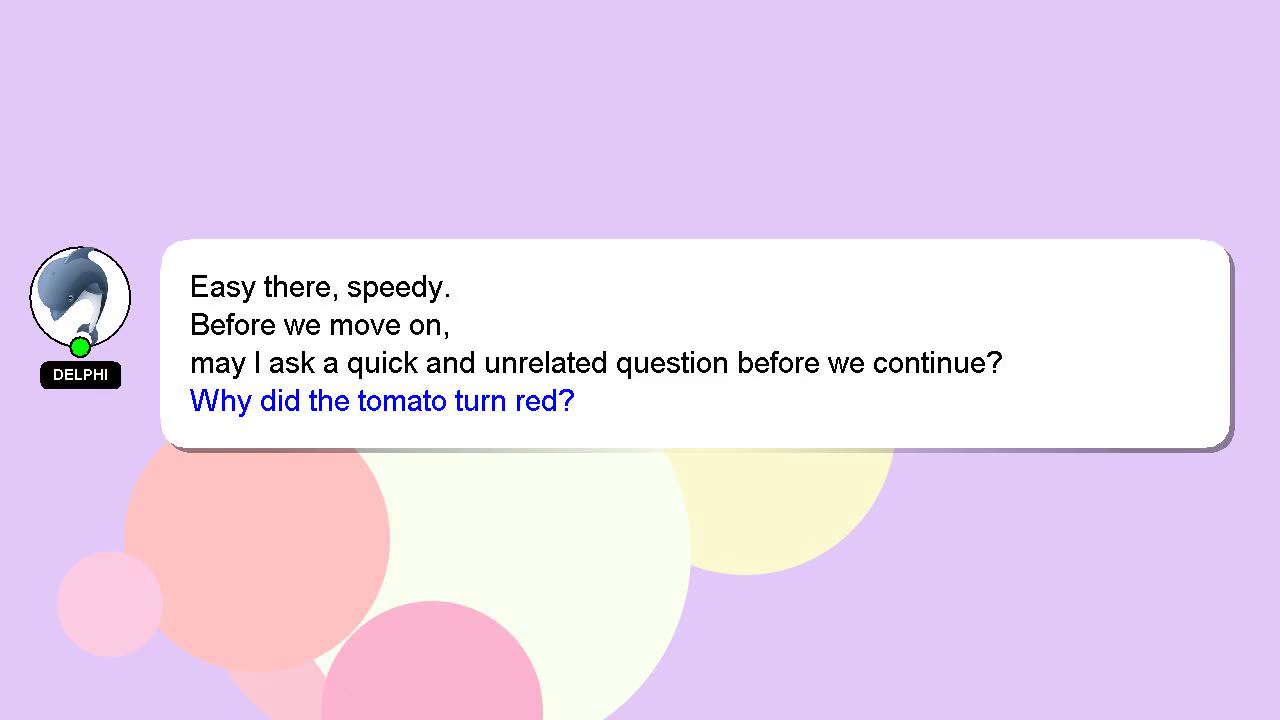 Easy there, speedy.
Before we move on,
may I ask a quick and unrelated question before we continue?
Why did the tomato turn red?
DELPHI